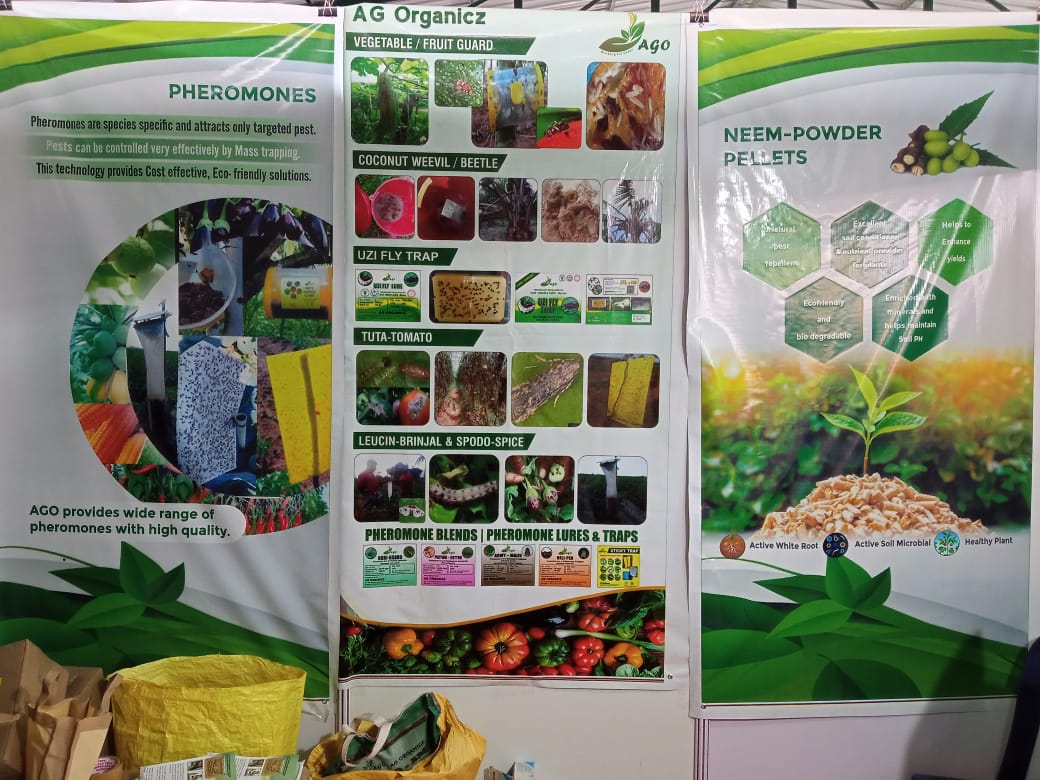 PHEROMONES
Pheromones are species specific and attracts only targeted pest.
Pests can be controlled very effectively by Mass trapping.
This technology provides Cost effective, Eco-friendly solutions.
AGO provides wide range of
pheromones with high quality.
AG Organicz
AGO
VEGETABLE / FRUIT GUARD
COCONUT WEEVIL / BEETLE
UZI FLY TRAP
UZI FLY LURE
TUTA-TOMATO
LEUCIN-BRINJAL & SPODO-SPICE
PHEROMONE BLENDS | PHEROMONE LURES & TRAPS
STICKY TRAP
NEEM-POWDER
PELLETS
Natural
pest
repellent
Excellent
soil conditioner
& nutrient provider
for plants
Helps to
Enhance
yields
Ecofriendly
and
bio degradable
Enriched with
minerals and
helps maintain
Soil PH
Active White Root
Active Soil Microbial
Healthy Plant
AG ORGANICZ